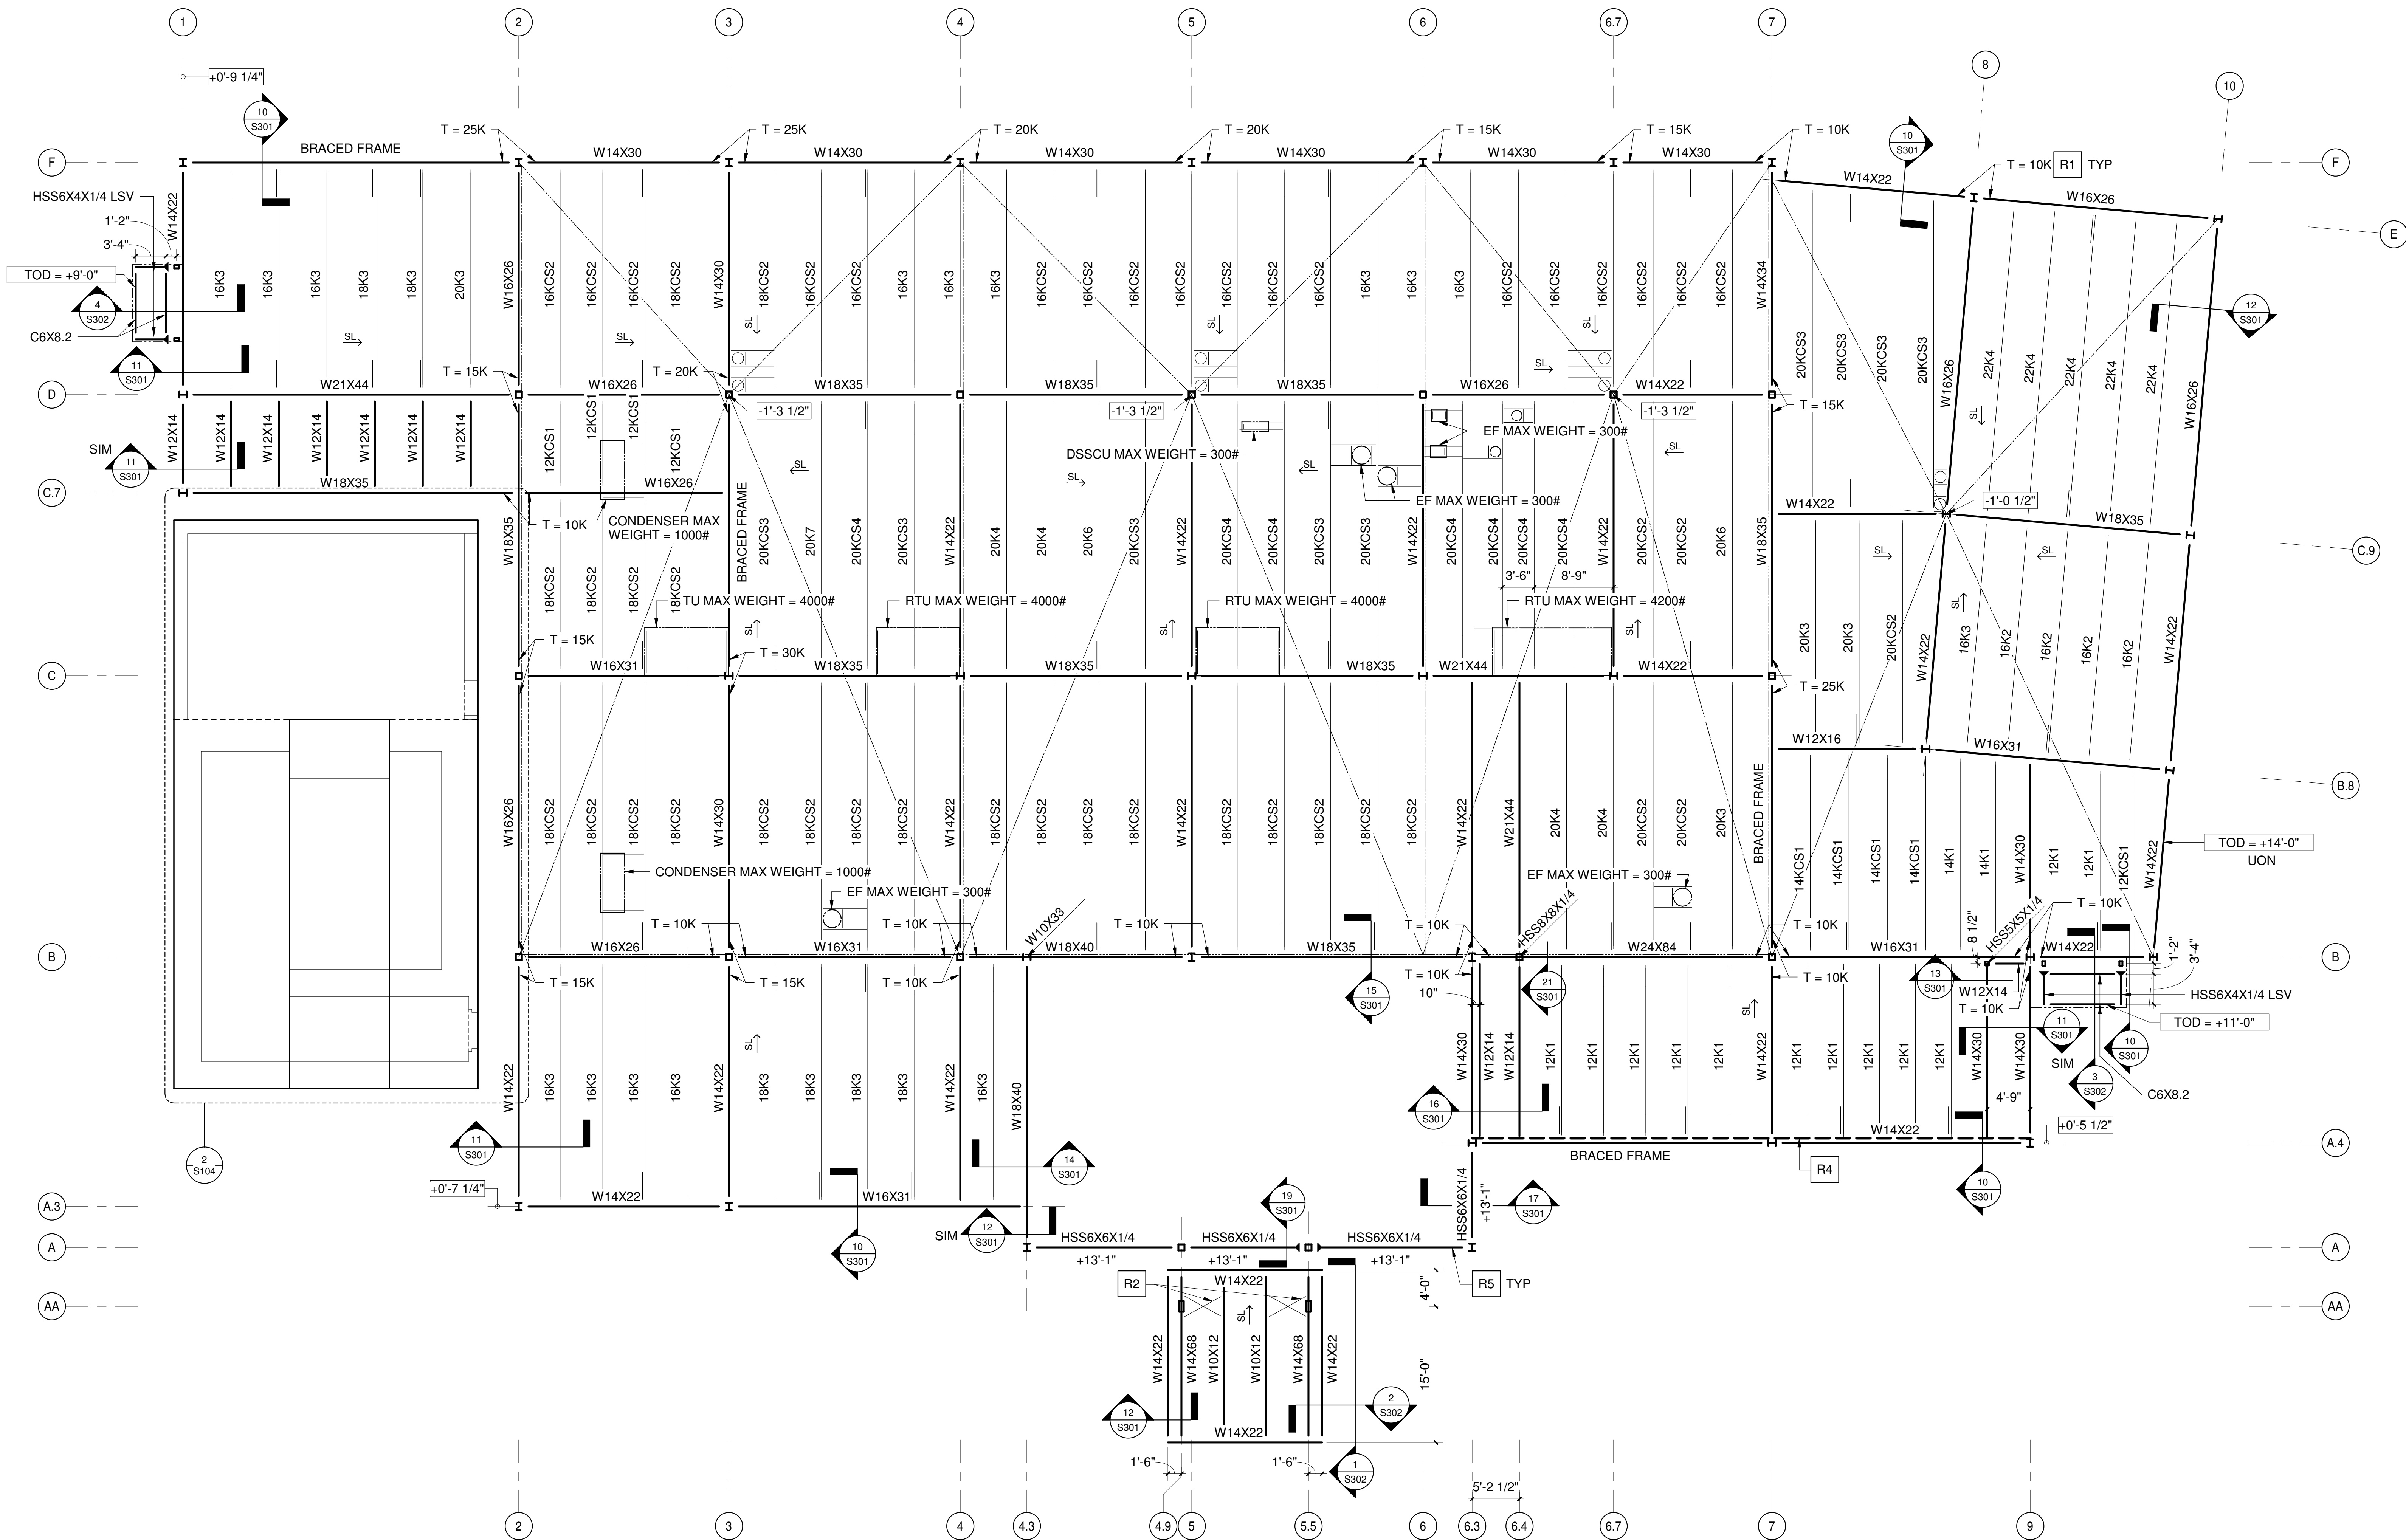 1 2 3 4 5 6 6.7 7 8 10
+0'-9 1/4"
10 S301
BRACED FRAME
T = 25K T = 25K T = 20K T = 20K T = 15K T = 15K T = 10K
10 S301
T = 10K R1 TYP
F W14X30 W14X30 W14X30 W14X30 W14X30 W14X30 F
W14X22 W16X26
HSS6X4X1/4 LSV
W14X22
1'-2"
3'-4"
E
TOD = +9'-0"
4 S302
C6X8.2
11 S301
16K3 16K3 16K3 18K3 18K3 20K3 W16X26 16KCS2 16KCS2 16KCS2 18KCS2 W14X30 18KCS2 16KCS2 16KCS2 16K3 16K3 16K3 16KCS2 16KCS2 16KCS2 16KCS2 16KCS2 16KCS2 16KCS2 16K3 16K3 16K3 16KCS2 16KCS2 16KCS2 16KCS2 16KCS2 16KCS2 W14X34
20KCS3 20KCS3 20KCS3 20KCS3 W16X26 22K4 22K4 22K4 22K4 W16X26
12 S301
SL SL SL SL SL SL SL
T = 15K T = 20K
D W21X44 W16X26 W18X35 W18X35 W18X35 W16X26 W14X22 D
-1'-3 1/2" -1'-3 1/2" -1'-3 1/2"
T = 15K
W12X14 W12X14 W12X14 W12X14 W12X14 W12X14 W12X14
12KCS1 12KCS1 12KCS1 12KCS1
SIM
11 S301
DSSCU MAX WEIGHT = 300#
EF MAX WEIGHT = 300#
SL SL SL SL
EF MAX WEIGHT = 300#
C.7 W18X35 W16X26
T = 10K
CONDENSER MAX
WEIGHT = 1000#
W14X22
-1'-0 1/2"
W18X35
C.9
SL SL
W18X35 18KCS2 18KCS2 18KCS2 18KCS2 BRACED FRAME 20KCS3 20K7 20KCS4 20KCS3 W14X22 20K4 20K4 20K6 20KCS3 W14X22 20KCS4 20KCS4 20KCS3 20KCS3 W14X22 20KCS4 20KCS4 20KCS4 20KCS4 W14X22 20KCS2 20KCS2 20K6 W18X35
3'-6" 8'-9"
TU MAX WEIGHT = 4000# RTU MAX WEIGHT = 4000# RTU MAX WEIGHT = 4000# RTU MAX WEIGHT = 4200#
SL SL SL SL
20K3 20K3 20KCS2 W14X22 16K3 16K2 16K2 16K2 16K2 W14X22
T = 15K T = 30K
C W16X31 W18X35 W18X35 W18X35 W21X44 W14X22 C
T = 25K
W12X16 W16X31
B.8
W16X26 18KCS2 18KCS2 18KCS2 18KCS2 W14X30 18KCS2 18KCS2 18KCS2 18KCS2 W14X22 18KCS2 18KCS2 18KCS2 18KCS2 W14X22 18KCS2 18KCS2 18KCS2 18KCS2 18KCS2 W14X22 W21X44 20K4 20K4 20KCS2 20KCS2 20K3 BRACED FRAME
14KCS1 14KCS1 14KCS1 14KCS1 14K1 14K1 W14X30 12K1 12K1 12KCS1 W14X22
TOD = +14'-0"
UON
CONDENSER MAX WEIGHT = 1000#
EF MAX WEIGHT = 300#
EF MAX WEIGHT = 300#
T = 10K T = 10K W10X33 T = 10K T = 10K HSS8X8X1/4 T = 10K 8 1/2" HSS5X5X1/4 T = 10K
B W16X26 W16X31 W18X40 W18X35 W24X84 W16X31 W14X22 B
1'-2"
3'-4"
T = 15K T = 15K T = 10K T = 10K T = 10K
10"
15 S301
21 S301
13 S301
W12X14
T = 10K
HSS6X4X1/4 LSV
TOD = +11'-0"
SL SL
11 S301
SIM
10 S301
3 S302
C6X8.2
W14X22 16K3 16K3 16K3 16K3 W14X22 18K3 18K3 18K3 18K3 W14X22 16K3 W18X40
W14X30 W12X14 W12X14 12K1 12K1 12K1 12K1 12K1 W14X22 12K1 12K1 12K1 12K1 12K1 W14X30 W14X30
4'-9"
16 S301
+0'-5 1/2"
W14X22
A.4
11 S301
2 S104
14 S301
BRACED FRAME
R4
10 S301
+0'-7 1/4"
A.3 W14X22 W16X31
10 S301
SIM
12 S301
19 S301
17 S301
HSS6X6X1/4
+13'-1"
A HSS6X6X1/4 HSS6X6X1/4 HSS6X6X1/4 A
+13'-1" +13'-1" +13'-1"
R2
W14X22
R5 TYP
AA AA
4'-0"
SL
W14X22 W14X68 W10X12 W10X12 W14X68 W14X22
15'-0"
12 S301
2 S302
W14X22
1'-6" 1'-6"
1 S302
5'-2 1/2"
2 3 4 4.3 4.9 5 5.5 6 6.3 6.4 6.7 7 9